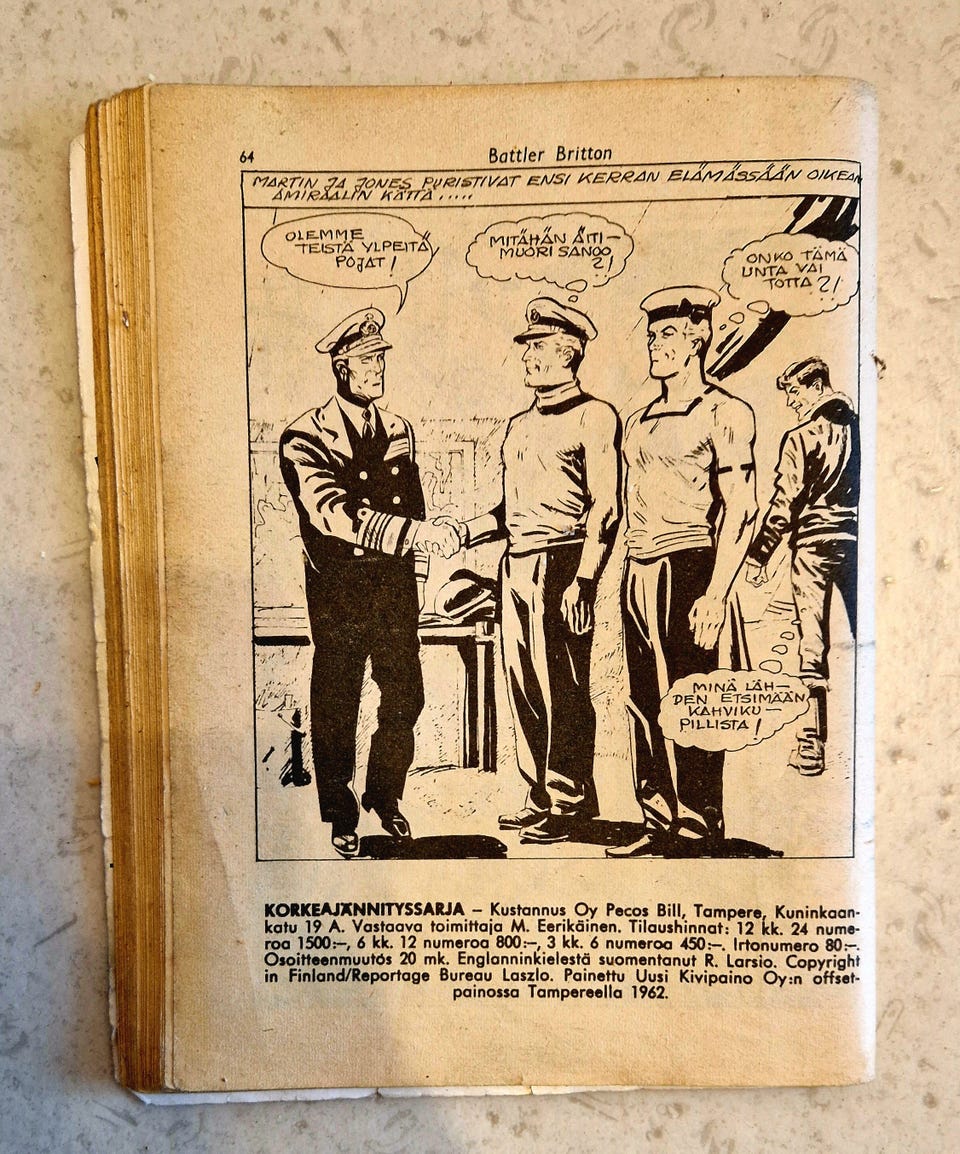 64
Battler Britton
MARTIN JA JONES PURISTIVAT ENSI KERRAN ELÄMÄSSÄÄN OIKEAN
AMIRAALIN KÄTTÄ.....
OLEMME
TEISTÄ YLPEITÄ,
POJAT!
MITÄHÄN ÄITI-
MUORI SANOO
?!
ONKO TÄMÄ
UNTA VAI
TOTTA ?!
MINÄ LÄH-
DEN ETSIMÄÄN
KAHVIKU-
PILLISTA!
KORKEAJÄNNITYSSARJA – Kustannus Oy Pecos Bill, Tampere, Kuninkaan-
katu 19 A. Vastaava toimittaja M. Eerikäinen. Tilaushinnat: 12 kk. 24 nume-
roa 1500:–, 6 kk. 12 numeroa 800:–, 3 kk. 6 numeroa 450:–. Irtonumero 80:–.
Osoitteenmuutos 20 mk. Englanninkielestä suomentanut R. Larsio. Copyright
in Finland/Reportage Bureau Laszlo. Painettu Uusi Kivipaino Oy:n offset-
painossa Tampereella 1962.